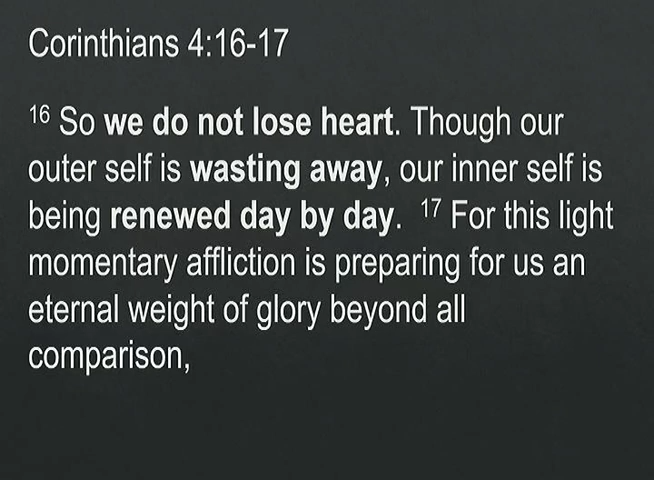 Corinthians 4:16-17
16 So we do not lose heart. Though our
outer self is wasting away, our inner self is
being renewed day by day. 17 For this light
momentary affliction is preparing for us an
eternal weight of glory beyond all
comparison,